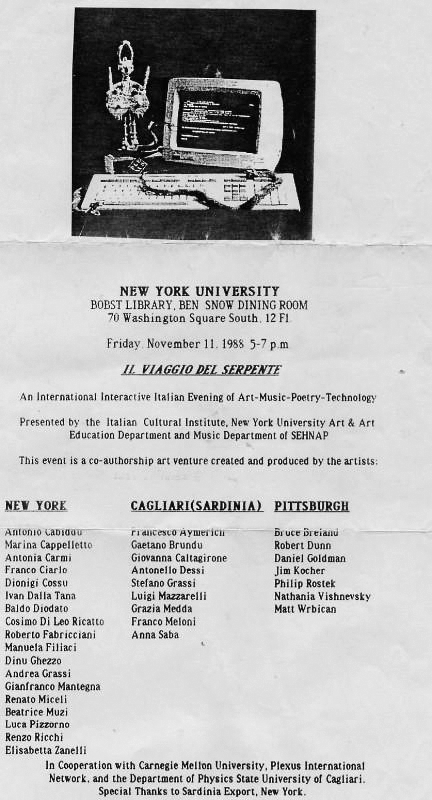 NEW YORK UNIVERSITY
BOBST LIBRARY, BEN SNOW DINING ROOM
70 Washington Square South, 12 Fl.
Friday, November 11, 1988 5-7 p.m.
IL VIAGGIO DEL SERPENTE
An International Interactive Italian Evening of Art-Music-Poetry-Technology
Presented by the Italian Cultural Institute, New York University Art & Art
Education Department and Music Department of SEHNAP
This event is a co-authorship art venture created and produced by the artists:
NEW YORK CAGLIARI(SARDINIA) PITTSBURGH
Antonio Cabiddu Francesco Aymerich Bruce Breland
Marina Cappelletto Gaetano Brundu Robert Dunn
Antonia Carmi Giovanna Caltagirone Daniel Goldman
Franco Ciarlo Antonello Dessi Jim Kocher
Dionigi Cossu Stefano Grassi Philip Rostek
Ivan Dalla Tana Luigi Mazzarelli Nathania Vishnevsky
Baldo Diodato Grazia Medda Matt Wrbican
Cosimo Di Leo Ricatto Franco Meloni
Roberto Fabricciani Anna Saba
Manuela Filiaci
Dinu Ghezzo
Andrea Grassi
Gianfranco Mantegna
Renato Miceli
Beatrice Muzi
Luca Pizzorno
Renzo Ricchi
Elisabetta Zanelli
In Cooperation with Carnegie Mellon University, Plexus International
Network, and the Department of Physics State University of Cagliari.
Special Thanks to Sardinia Export, New York.